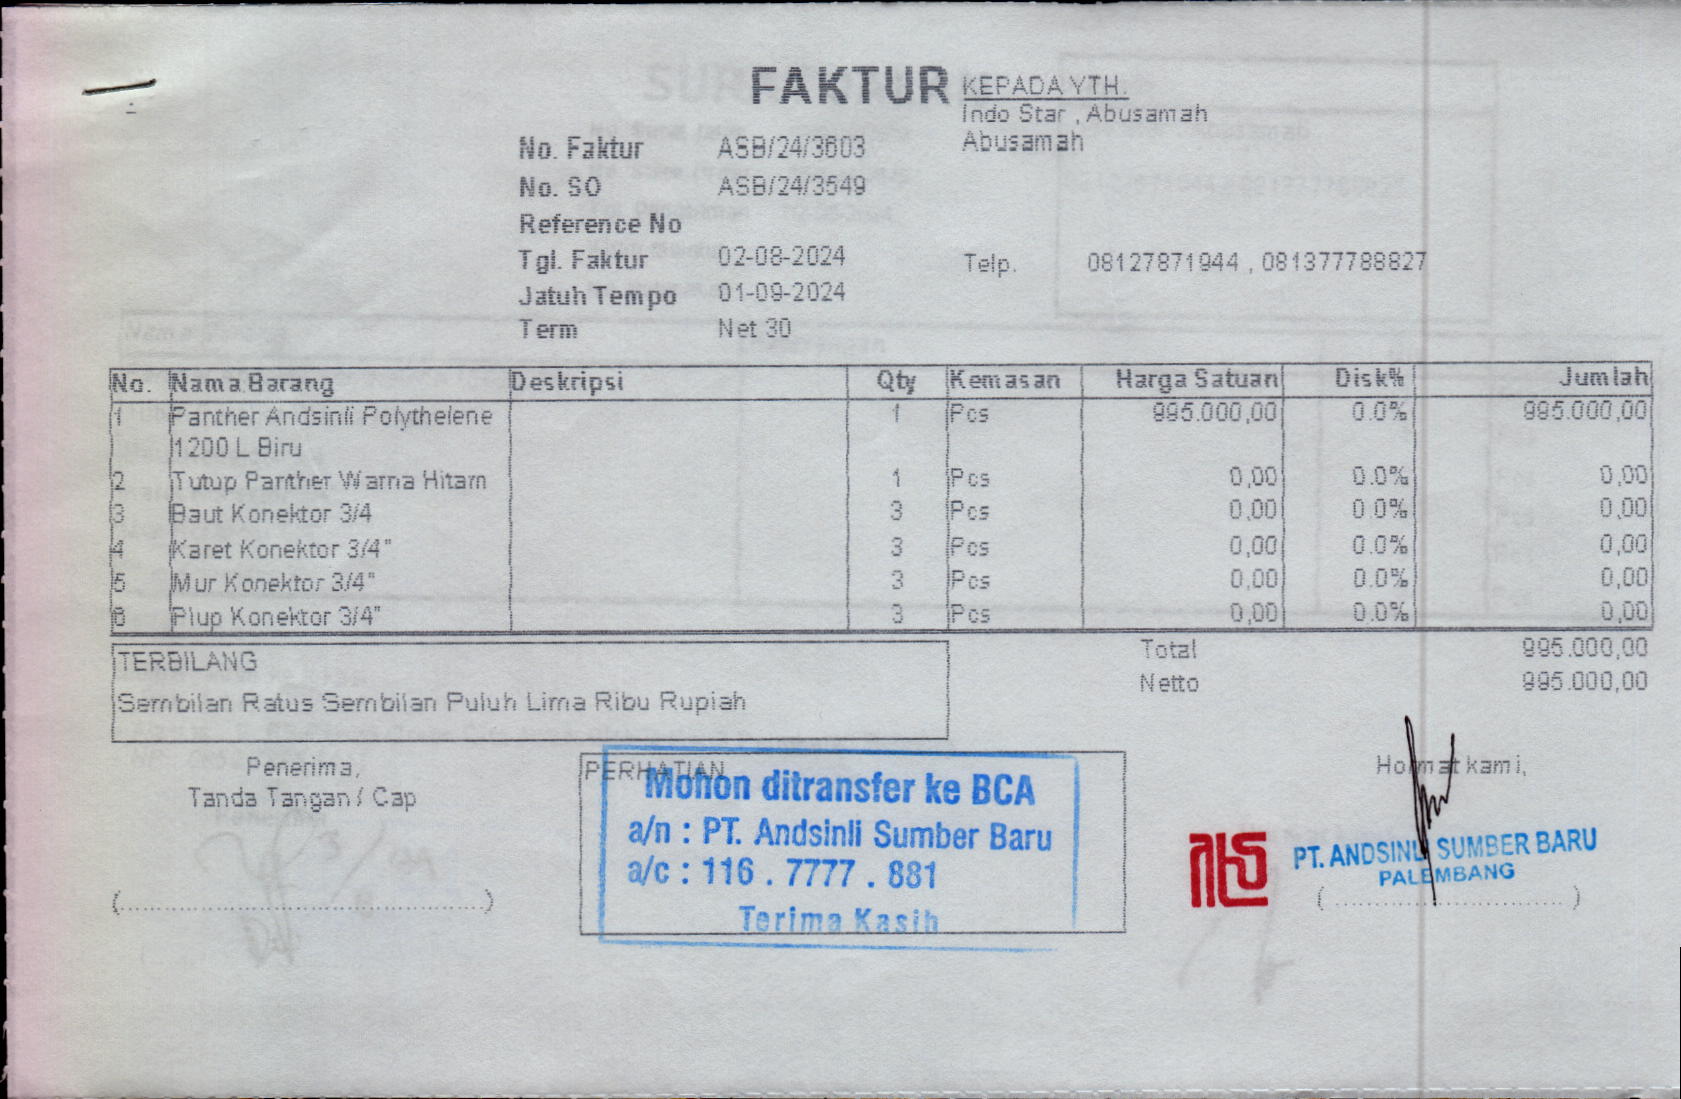 FAKTUR
KEPADA YTH.
Indo Star , Abusamah
Abusamah
No. Faktur ASB/24/3603
No. SO ASB/24/3549
Reference No
Tgl. Faktur 02-08-2024
Telp. 08127871944 , 081377788827
Jatuh Tempo 01-09-2024
Term Net 30
No. Nama Barang Deskripsi Qty Kemasan Harga Satuan Disk% Jumlah
1 Panther Andsinli Polythelene 1 Pcs 995.000,00 0.0% 995.000,00
1200 L Biru
2 Tutup Panther Warna Hitam 1 Pcs 0,00 0.0% 0,00
3 Baut Konektor 3/4 3 Pcs 0,00 0.0% 0,00
4 Karet Konektor 3/4" 3 Pcs 0,00 0.0% 0,00
5 Mur Konektor 3/4" 3 Pcs 0,00 0.0% 0,00
6 Plup Konektor 3/4" 3 Pcs 0,00 0.0% 0,00
Total 995.000,00
Netto 995.000,00
TERBILANG
Sembilan Ratus Sembilan Puluh Lima Ribu Rupiah
Penerima,
Tanda Tangan / Cap
(................................................)
PERHATIAN
Mohon ditransfer ke BCA
a/n : PT. Andsinli Sumber Baru
a/c : 116 . 7777 . 881
Terima Kasih
Hormat kami,
PT. ANDSINLI SUMBER BARU
PALEMBANG
( ................................ )